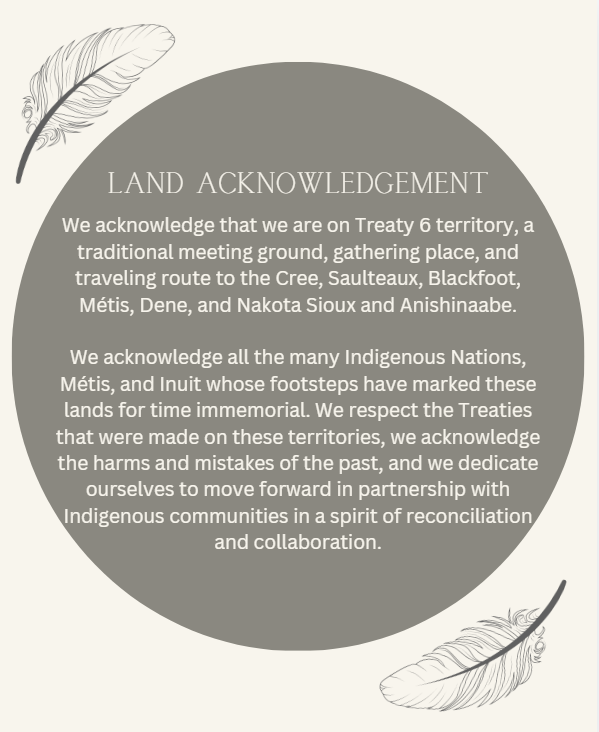 LAND ACKNOWLEDGEMENT
We acknowledge that we are on Treaty 6 territory, a
traditional meeting ground, gathering place, and
traveling route to the Cree, Saulteaux, Blackfoot,
Métis, Dene, and Nakota Sioux and Anishinaabe.
We acknowledge all the many Indigenous Nations,
Métis, and Inuit whose footsteps have marked these
lands for time immemorial. We respect the Treaties
that were made on these territories, we acknowledge
the harms and mistakes of the past, and we dedicate
ourselves to move forward in partnership with
Indigenous communities in a spirit of reconciliation
and collaboration.